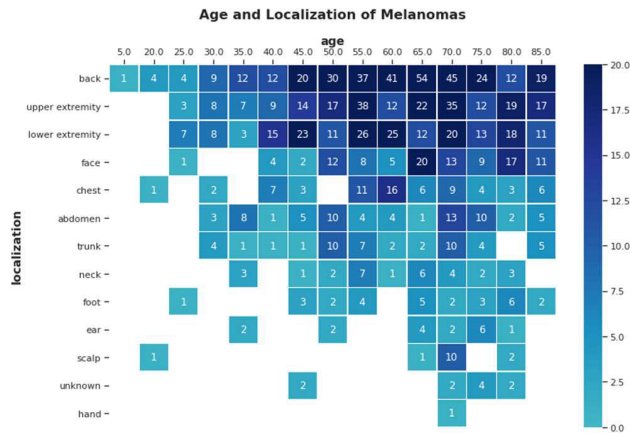 Age and Localization of Melanomas
age
5.0 20.0 25.0 30.0 35.0 40.0 45.0 50.0 55.0 60.0 65.0 70.0 75.0 80.0 85.0
back 1 4 4 9 12 12 20 30 37 41 54 45 24 12 19
upper extremity 3 8 7 9 14 17 38 12 22 35 12 19 17
lower extremity 7 8 3 15 23 11 26 25 12 20 13 18 11
face 1 4 2 12 8 5 20 13 9 17 11
chest 1 2 7 3 11 16 6 9 4 3 6
abdomen 3 8 1 5 10 4 4 1 13 10 2 5
trunk 4 1 1 1 10 7 2 2 10 4 5
neck 3 1 2 7 1 6 4 2 3
foot 1 3 2 4 5 2 3 6 2
ear 2 2 4 2 6 1
scalp 1 1 10 2
unknown 2 2 4 2
hand 1
localization
20.0
17.5
15.0
12.5
10.0
7.5
5.0
2.5
0.0